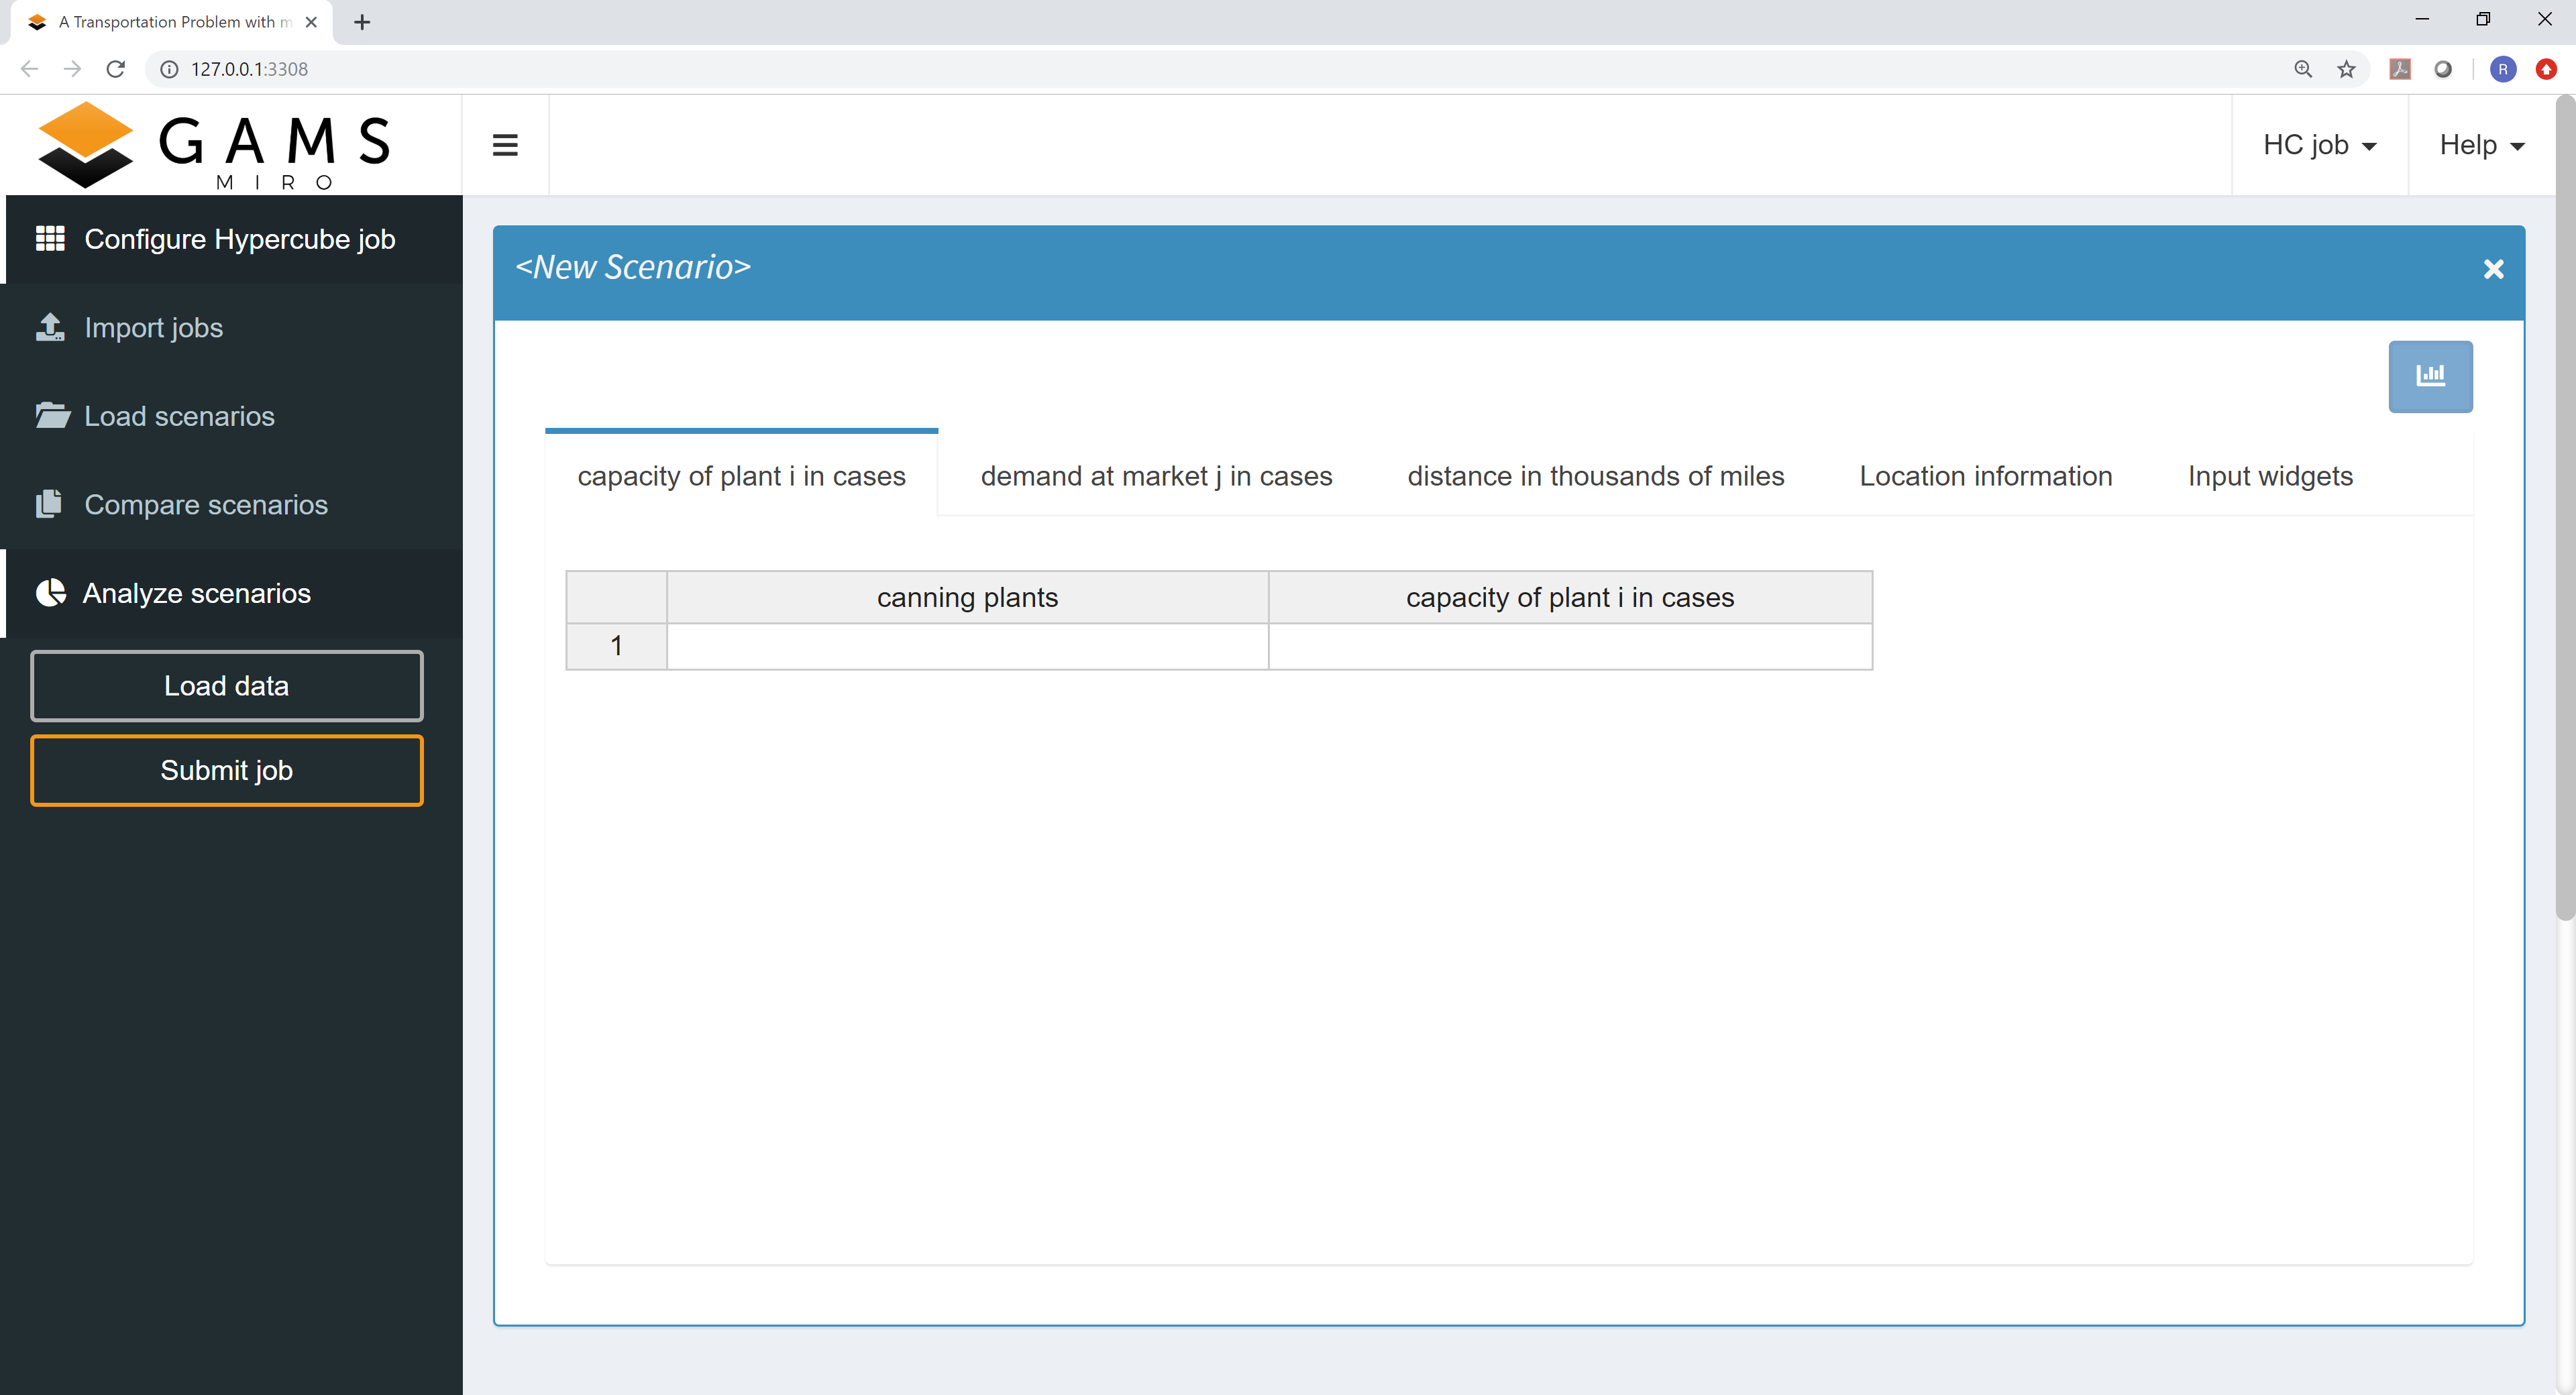 A Transportation Problem with m
127.0.0.1:3308
R
GAMS
MIRO
HC job
Help
Configure Hypercube job
Import jobs
Load scenarios
Compare scenarios
Analyze scenarios
Load data
Submit job
<New Scenario>
capacity of plant i in cases
demand at market j in cases
distance in thousands of miles
Location information
Input widgets
canning plants
capacity of plant i in cases
1